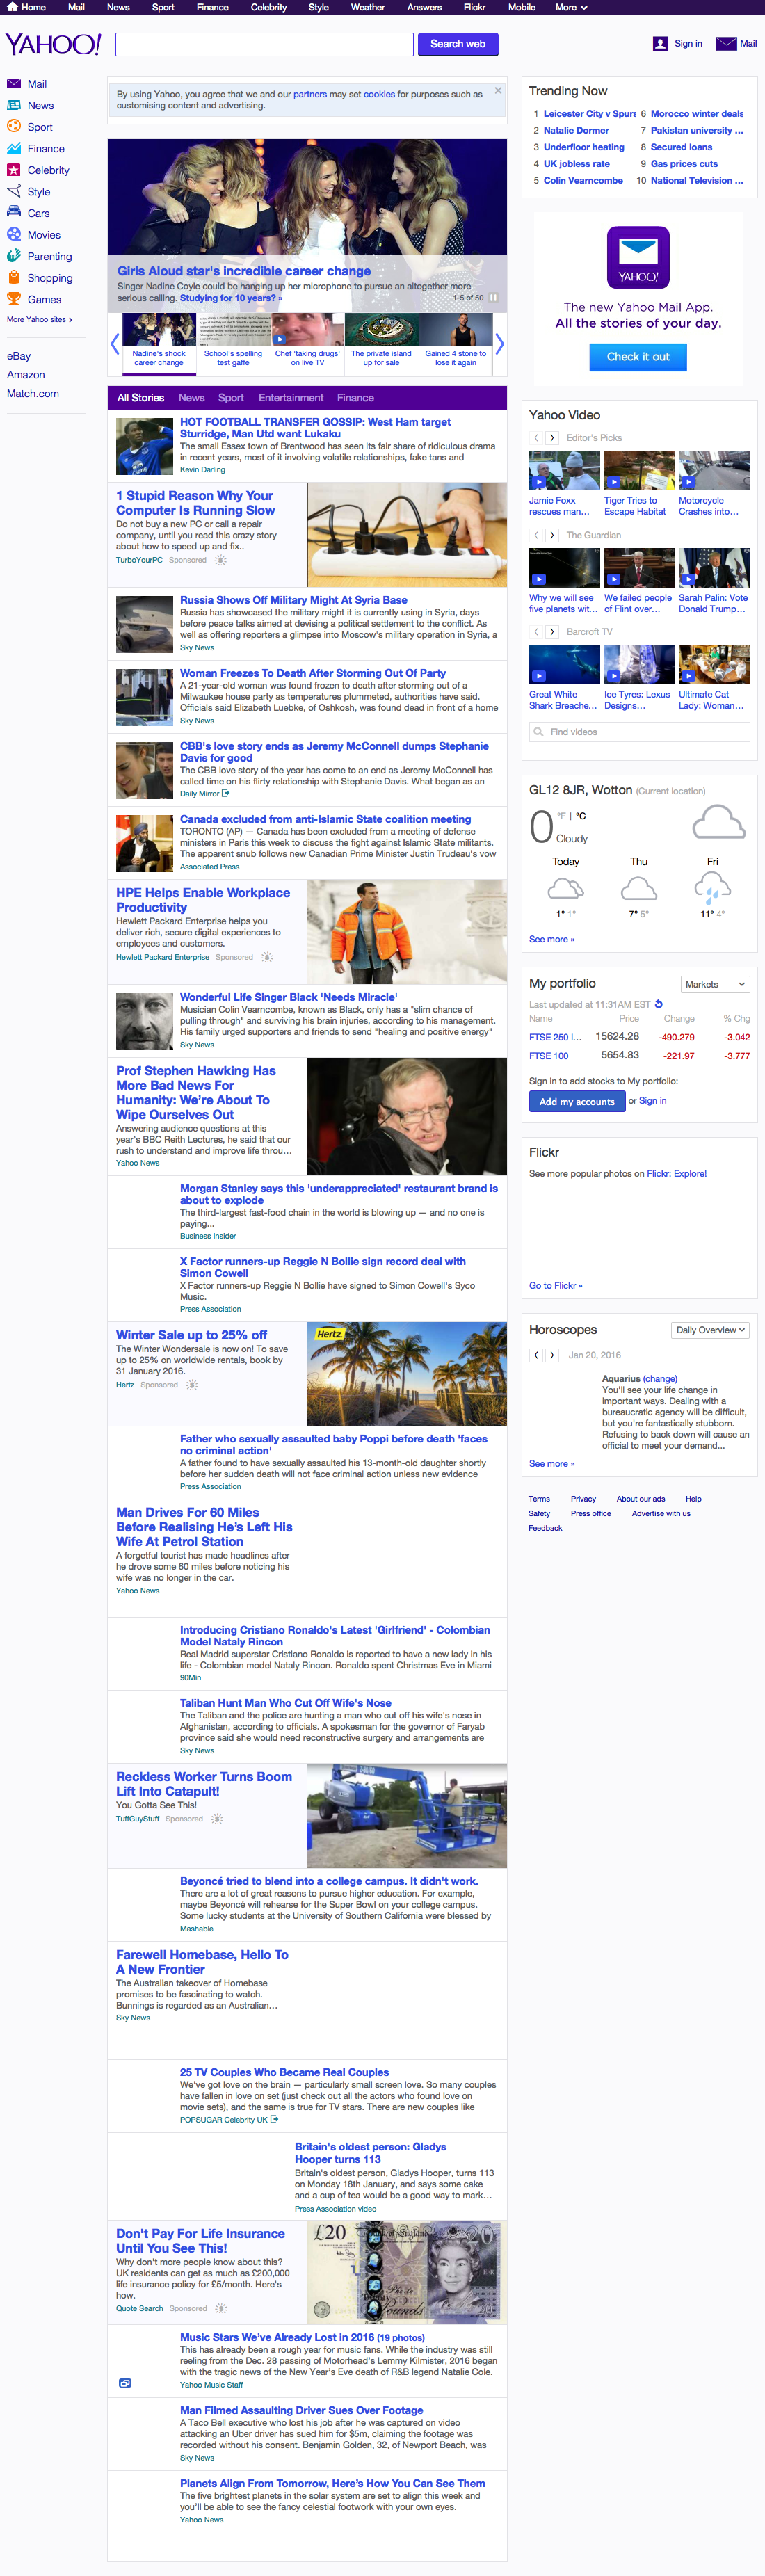 Home Mail News Sport Finance Celebrity Style Weather Answers Flickr Mobile More
YAHOO!
Search web
Sign in
Mail
Mail
News
Sport
Finance
Celebrity
Style
Cars
Movies
Parenting
Shopping
Games
More Yahoo sites ›
eBay
Amazon
Match.com
By using Yahoo, you agree that we and our partners may set cookies for purposes such as
customising content and advertising.
Girls Aloud star's incredible career change
Singer Nadine Coyle could be hanging up her microphone to pursue an altogether more
serious calling. Studying for 10 years? »
1-5 of 50
Nadine's shock
career change
School's spelling
test gaffe
Chef 'taking drugs'
on live TV
The private island
up for sale
Gained 4 stone to
lose it again
All Stories News Sport Entertainment Finance
HOT FOOTBALL TRANSFER GOSSIP: West Ham target
Sturridge, Man Utd want Lukaku
The small Essex town of Brentwood has seen its fair share of ridiculous drama
in recent years, most of it involving volatile relationships, fake tans and
Kevin Darling
1 Stupid Reason Why Your
Computer Is Running Slow
Do not buy a new PC or call a repair
company, until you read this crazy story
about how to speed up and fix..
TurboYourPC Sponsored
Russia Shows Off Military Might At Syria Base
Russia has showcased the military might it is currently using in Syria, days
before peace talks aimed at devising a political settlement to the conflict. As
well as offering reporters a glimpse into Moscow's military operation in Syria, a
Sky News
Woman Freezes To Death After Storming Out Of Party
A 21-year-old woman was found frozen to death after storming out of a
Milwaukee house party as temperatures plummeted, authorities have said.
Officials said Elizabeth Luebke, of Oshkosh, was found dead in front of a home
Sky News
CBB's love story ends as Jeremy McConnell dumps Stephanie
Davis for good
The CBB love story of the year has come to an end as Jeremy McConnell has
called time on his flirty relationship with Stephanie Davis. What began as an
Daily Mirror
Canada excluded from anti-Islamic State coalition meeting
TORONTO (AP) — Canada has been excluded from a meeting of defense
ministers in Paris this week to discuss the fight against Islamic State militants.
The apparent snub follows new Canadian Prime Minister Justin Trudeau's vow
Associated Press
HPE Helps Enable Workplace
Productivity
Hewlett Packard Enterprise helps you
deliver rich, secure digital experiences to
employees and customers.
Hewlett Packard Enterprise Sponsored
Wonderful Life Singer Black 'Needs Miracle'
Musician Colin Vearncombe, known as Black, only has a "slim chance of
pulling through" and surviving his brain injuries, according to his management.
His family urged supporters and friends to send "healing and positive energy"
Sky News
Prof Stephen Hawking Has
More Bad News For
Humanity: We're About To
Wipe Ourselves Out
Answering audience questions at this
year's BBC Reith Lectures, he said that our
rush to understand and improve life throu...
Yahoo News
Morgan Stanley says this 'underappreciated' restaurant brand is
about to explode
The third-largest fast-food chain in the world is blowing up — and no one is
paying...
Business Insider
X Factor runners-up Reggie N Bollie sign record deal with
Simon Cowell
X Factor runners-up Reggie N Bollie have signed to Simon Cowell's Syco
Music.
Press Association
Winter Sale up to 25% off
The Winter Wondersale is now on! To save
up to 25% on worldwide rentals, book by
31 January 2016.
Hertz Sponsored
Hertz
Father who sexually assaulted baby Poppi before death 'faces
no criminal action'
A father found to have sexually assaulted his 13-month-old daughter shortly
before her sudden death will not face criminal action unless new evidence
Press Association
Man Drives For 60 Miles
Before Realising He's Left His
Wife At Petrol Station
A forgetful tourist has made headlines after
he drove some 60 miles before noticing his
wife was no longer in the car.
Yahoo News
Introducing Cristiano Ronaldo's Latest 'Girlfriend' - Colombian
Model Nataly Rincon
Real Madrid superstar Cristiano Ronaldo is reported to have a new lady in his
life - Colombian model Nataly Rincon. Ronaldo spent Christmas Eve in Miami
90Min
Taliban Hunt Man Who Cut Off Wife's Nose
The Taliban and the police are hunting a man who cut off his wife's nose in
Afghanistan, according to officials. A spokesman for the governor of Faryab
province said she would need reconstructive surgery and arrangements are
Sky News
Reckless Worker Turns Boom
Lift Into Catapult!
You Gotta See This!
TuffGuyStuff Sponsored
Beyoncé tried to blend into a college campus. It didn't work.
There are a lot of great reasons to pursue higher education. For example,
maybe Beyoncé will rehearse for the Super Bowl on your college campus.
Some lucky students at the University of Southern California were blessed by
Mashable
Farewell Homebase, Hello To
A New Frontier
The Australian takeover of Homebase
promises to be fascinating to watch.
Bunnings is regarded as an Australian...
Sky News
25 TV Couples Who Became Real Couples
We've got love on the brain — particularly small screen love. So many couples
have fallen in love on set (just check out all the actors who found love on
movie sets), and the same is true for TV stars. There are new couples like
POPSUGAR Celebrity UK
Britain's oldest person: Gladys
Hooper turns 113
Britain's oldest person, Gladys Hooper, turns 113
on Monday 18th January, and says some cake
and a cup of tea would be a good way to mark...
Press Association video
Don't Pay For Life Insurance
Until You See This!
Why don't more people know about this?
UK residents can get as much as £200,000
life insurance policy for £5/month. Here's
how.
Quote Search Sponsored
£20
Music Stars We've Already Lost in 2016 (19 photos)
This has already been a rough year for music fans. While the industry was still
reeling from the Dec. 28 passing of Motorhead's Lemmy Kilmister, 2016 began
with the tragic news of the New Year's Eve death of R&B legend Natalie Cole.
Yahoo Music Staff
Man Filmed Assaulting Driver Sues Over Footage
A Taco Bell executive who lost his job after he was captured on video
attacking an Uber driver has sued him for $5m, claiming the footage was
recorded without his consent. Benjamin Golden, 32, of Newport Beach, was
Sky News
Planets Align From Tomorrow, Here's How You Can See Them
The five brightest planets in the solar system are set to align this week and
you'll be able to see the fancy celestial footwork with your own eyes.
Yahoo News
Trending Now
1 Leicester City v Spurs
2 Natalie Dormer
3 Underfloor heating
4 UK jobless rate
5 Colin Vearncombe
6 Morocco winter deals
7 Pakistan university ...
8 Secured loans
9 Gas prices cuts
10 National Television ...
YAHOO!
The new Yahoo Mail App.
All the stories of your day.
Check it out
Yahoo Video
Editor's Picks
Jamie Foxx
rescues man...
Tiger Tries to
Escape Habitat
Motorcycle
Crashes into...
The Guardian
Why we will see
five planets wit...
We failed people
of Flint over...
Sarah Palin: Vote
Donald Trump...
Barcroft TV
Great White
Shark Breache...
Ice Tyres: Lexus
Designs...
Ultimate Cat
Lady: Woman...
Find videos
GL12 8JR, Wotton (Current location)
0 °F | °C
Cloudy
Today Thu Fri
1° 1° 7° 5° 11° 4°
See more »
My portfolio
Markets
Last updated at 11:31AM EST
Name Price Change % Chg
FTSE 250 I... 15624.28 -490.279 -3.042
FTSE 100 5654.83 -221.97 -3.777
Sign in to add stocks to My portfolio:
Add my accounts or Sign in
Flickr
See more popular photos on Flickr: Explore!
Go to Flickr »
Horoscopes
Daily Overview
Jan 20, 2016
Aquarius (change)
You'll see your life change in
important ways. Dealing with a
bureaucratic agency will be difficult,
but you're fantastically stubborn.
Refusing to back down will cause an
official to meet your demand...
See more »
Terms Privacy About our ads Help
Safety Press office Advertise with us
Feedback